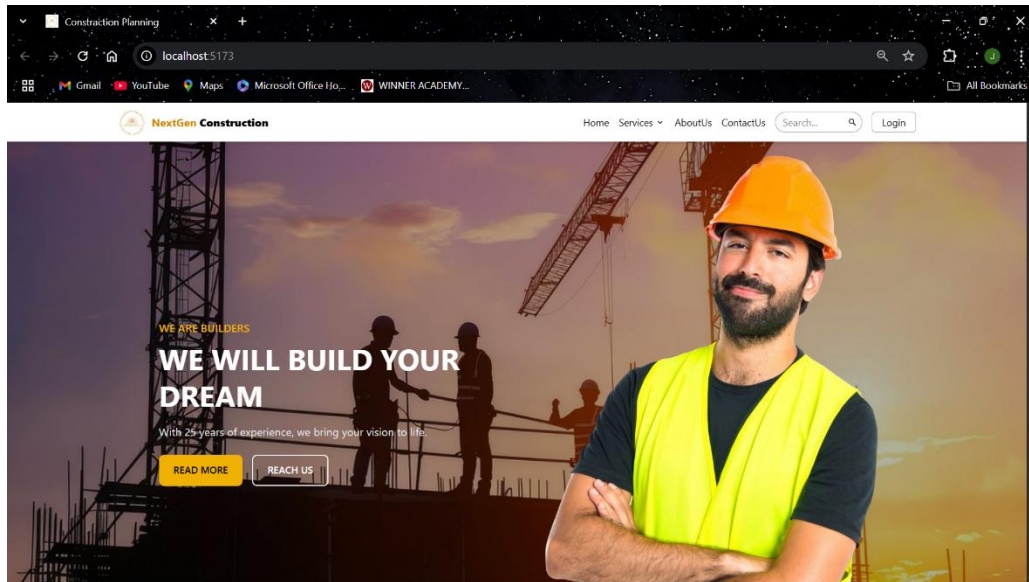 Construction Planning
localhost:5173
Gmail YouTube Maps Microsoft Office Ho... WINNER ACADEMY... All Bookmarks
NextGen Construction Home Services AboutUs ContactUs Search... Login
WE ARE BUILDERS
WE WILL BUILD YOUR
DREAM
With 25 years of experience, we bring your vision to life.
READ MORE REACH US